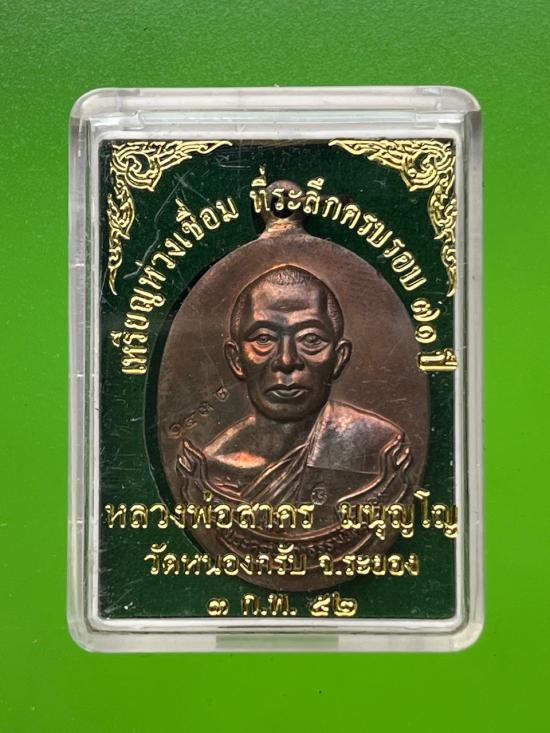 เหรียญห่วงเชื่อม ที่ระลึกครบรอบ ๗๑ ปี
หลวงพ่อสาคร มนุญโญ
วัดหนองกรับ จ.ระยอง
๓ ก.พ. ๕๒